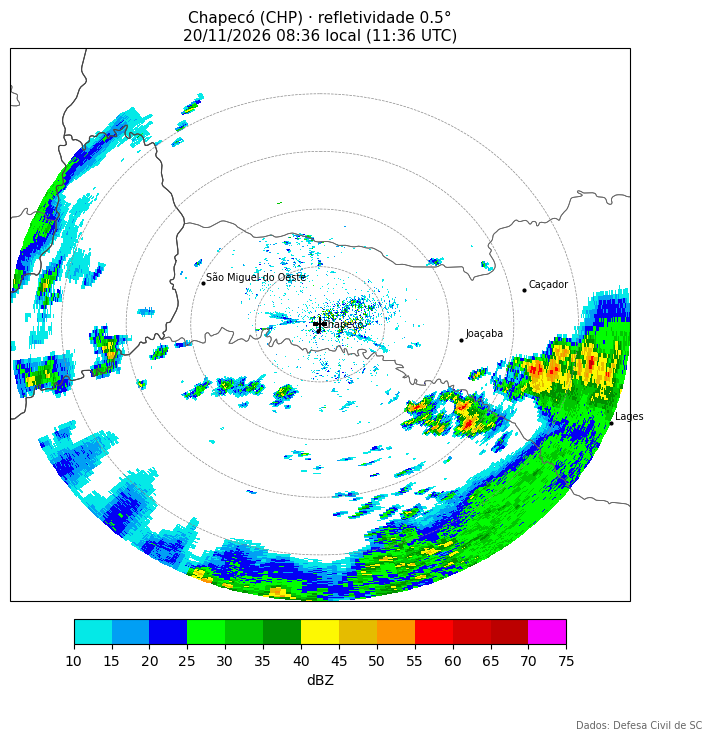 Chapecó (CHP) · refletividade 0.5°
20/11/2026 08:36 local (11:36 UTC)
São Miguel do Oeste
Caçador
Chapecó
Joaçaba
Lages
10 15 20 25 30 35 40 45 50 55 60 65 70 75
dBZ
Dados: Defesa Civil de SC